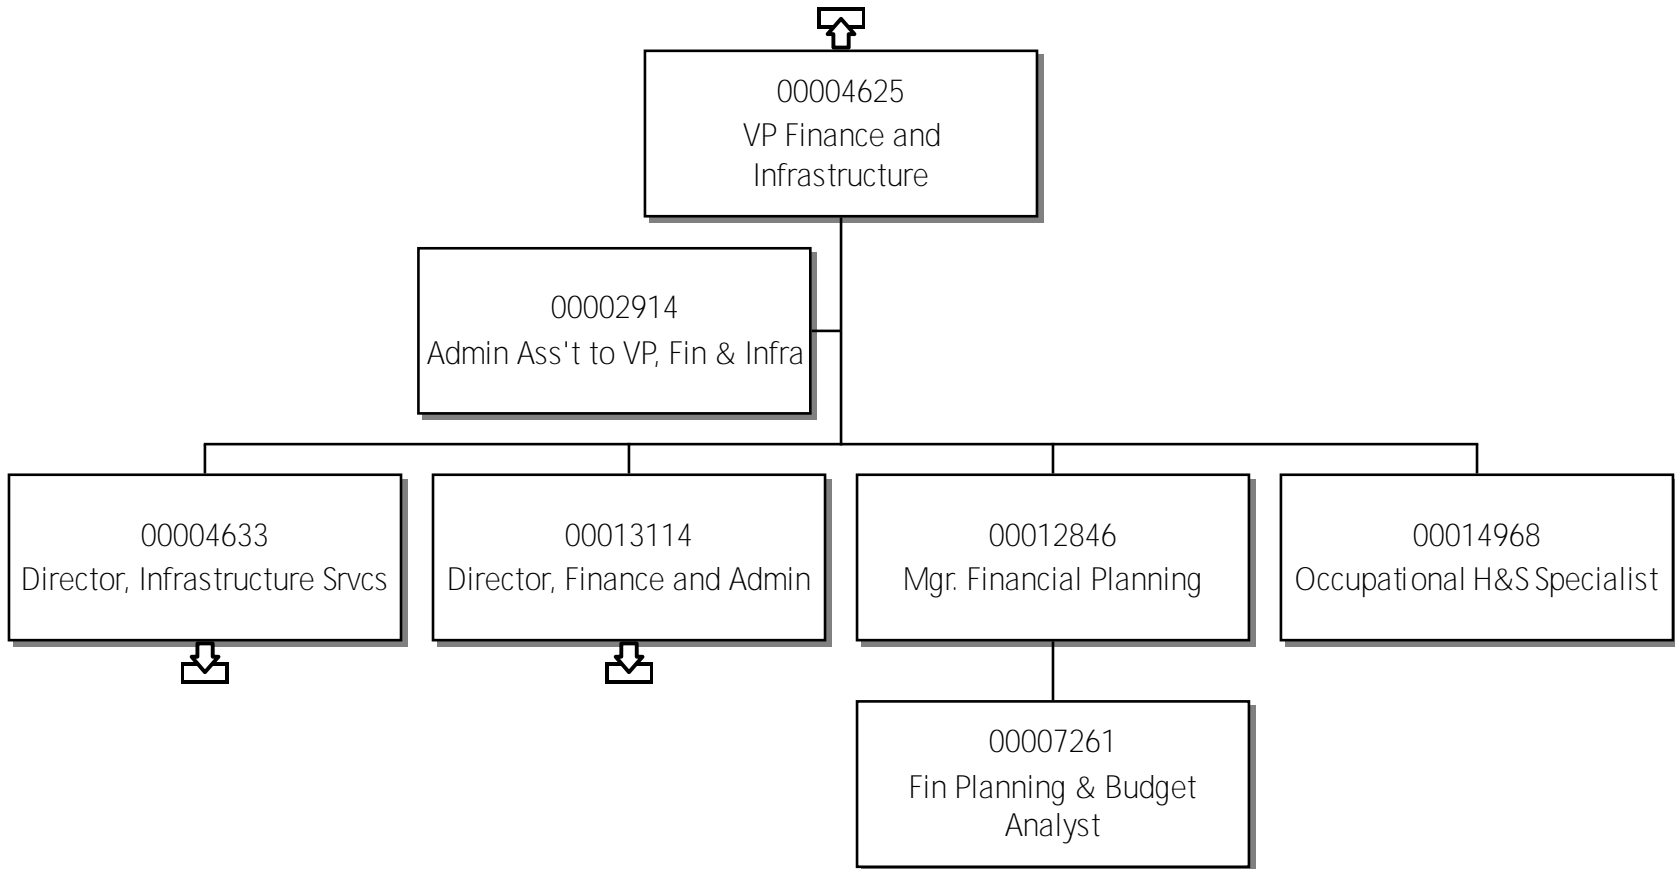 00004625
VP Finance and
Infrastructure
00002914
Admin Ass't to VP, Fin & Infra
00004633
Director, Infrastructure Srvcs
00013114
Director, Finance and Admin
00012846
Mgr. Financial Planning
00014968
Occupational H&S Specialist
00007261
Fin Planning & Budget
Analyst